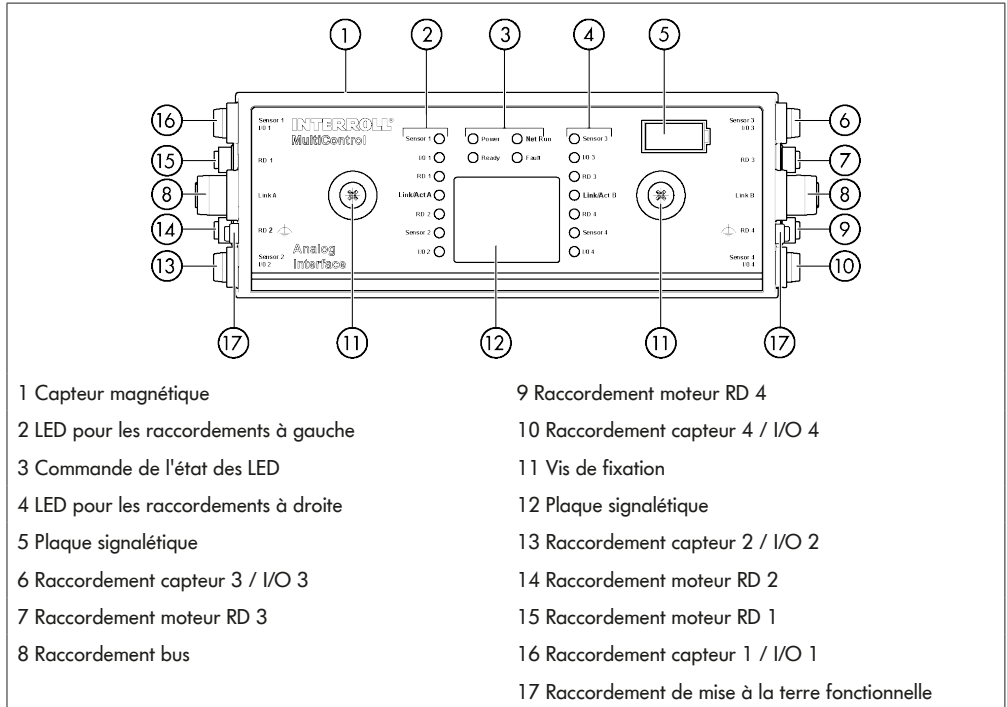 1 2 3 4 5
16 15 8 14 13
6 7 8 9 10
17 11 12 11 17
Sensor 1
I/O 1
INTERROLL®
MultiControl
RD 1
Link A
RD 2
Analog
Interface
Sensor 2
I/O 2
Sensor 1
I/O 1
RD 1
Link/Act A
RD 2
Sensor 2
I/O 2
Power Net Run
Ready Fault
Sensor 3
I/O 3
RD 3
Link/Act B
RD 4
Sensor 4
I/O 4
Sensor 3
I/O 3
RD 3
Link B
RD 4
Sensor 4
I/O 4
1 Capteur magnétique
2 LED pour les raccordements à gauche
3 Commande de l'état des LED
4 LED pour les raccordements à droite
5 Plaque signalétique
6 Raccordement capteur 3 / I/O 3
7 Raccordement moteur RD 3
8 Raccordement bus
9 Raccordement moteur RD 4
10 Raccordement capteur 4 / I/O 4
11 Vis de fixation
12 Plaque signalétique
13 Raccordement capteur 2 / I/O 2
14 Raccordement moteur RD 2
15 Raccordement moteur RD 1
16 Raccordement capteur 1 / I/O 1
17 Raccordement de mise à la terre fonctionnelle